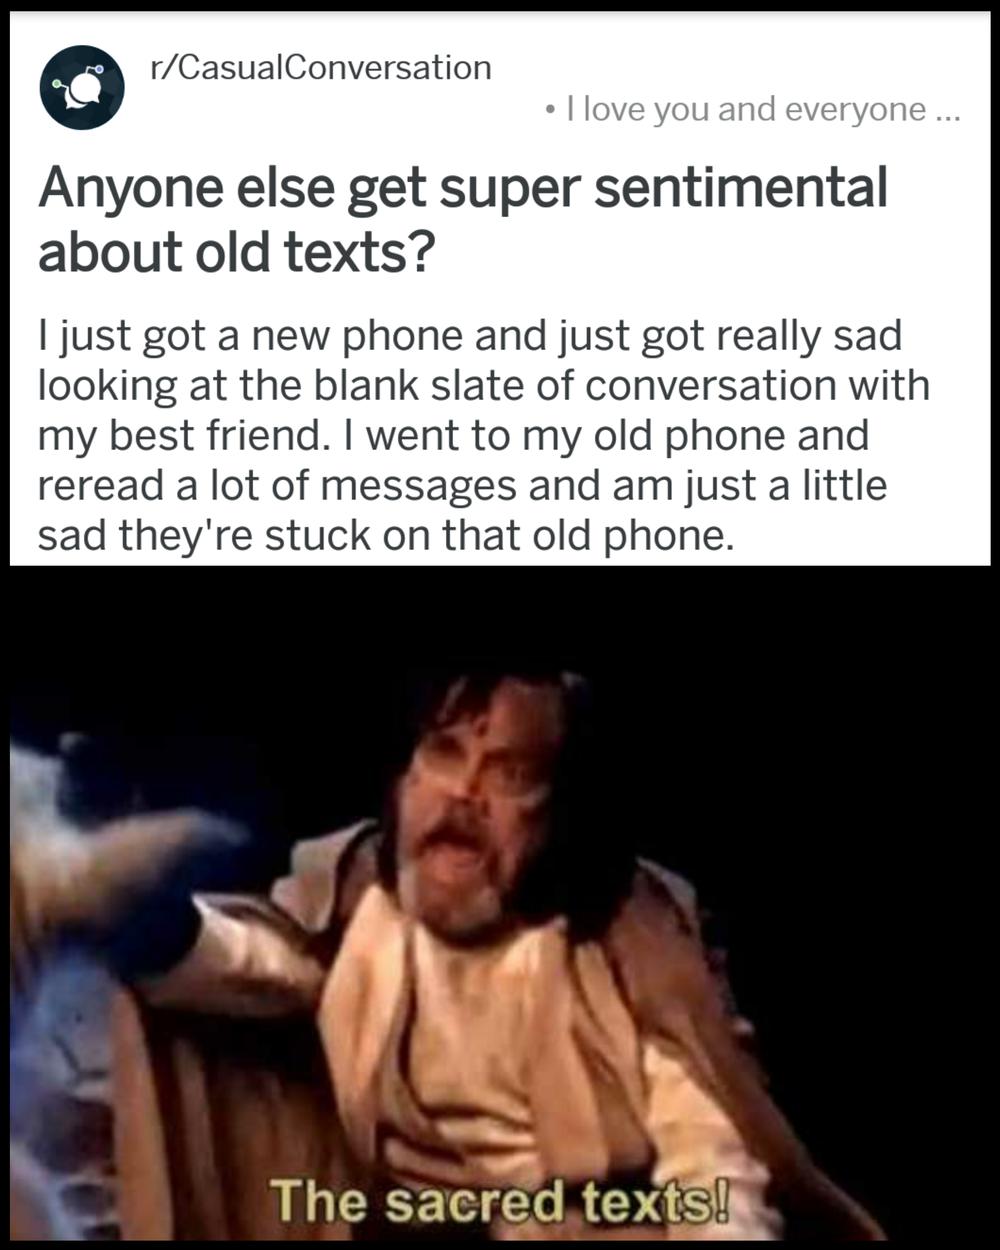 r/CasualConversation
• I love you and everyone ...
Anyone else get super sentimental
about old texts?
I just got a new phone and just got really sad
looking at the blank slate of conversation with
my best friend. I went to my old phone and
reread a lot of messages and am just a little
sad they're stuck on that old phone.
The sacred texts!